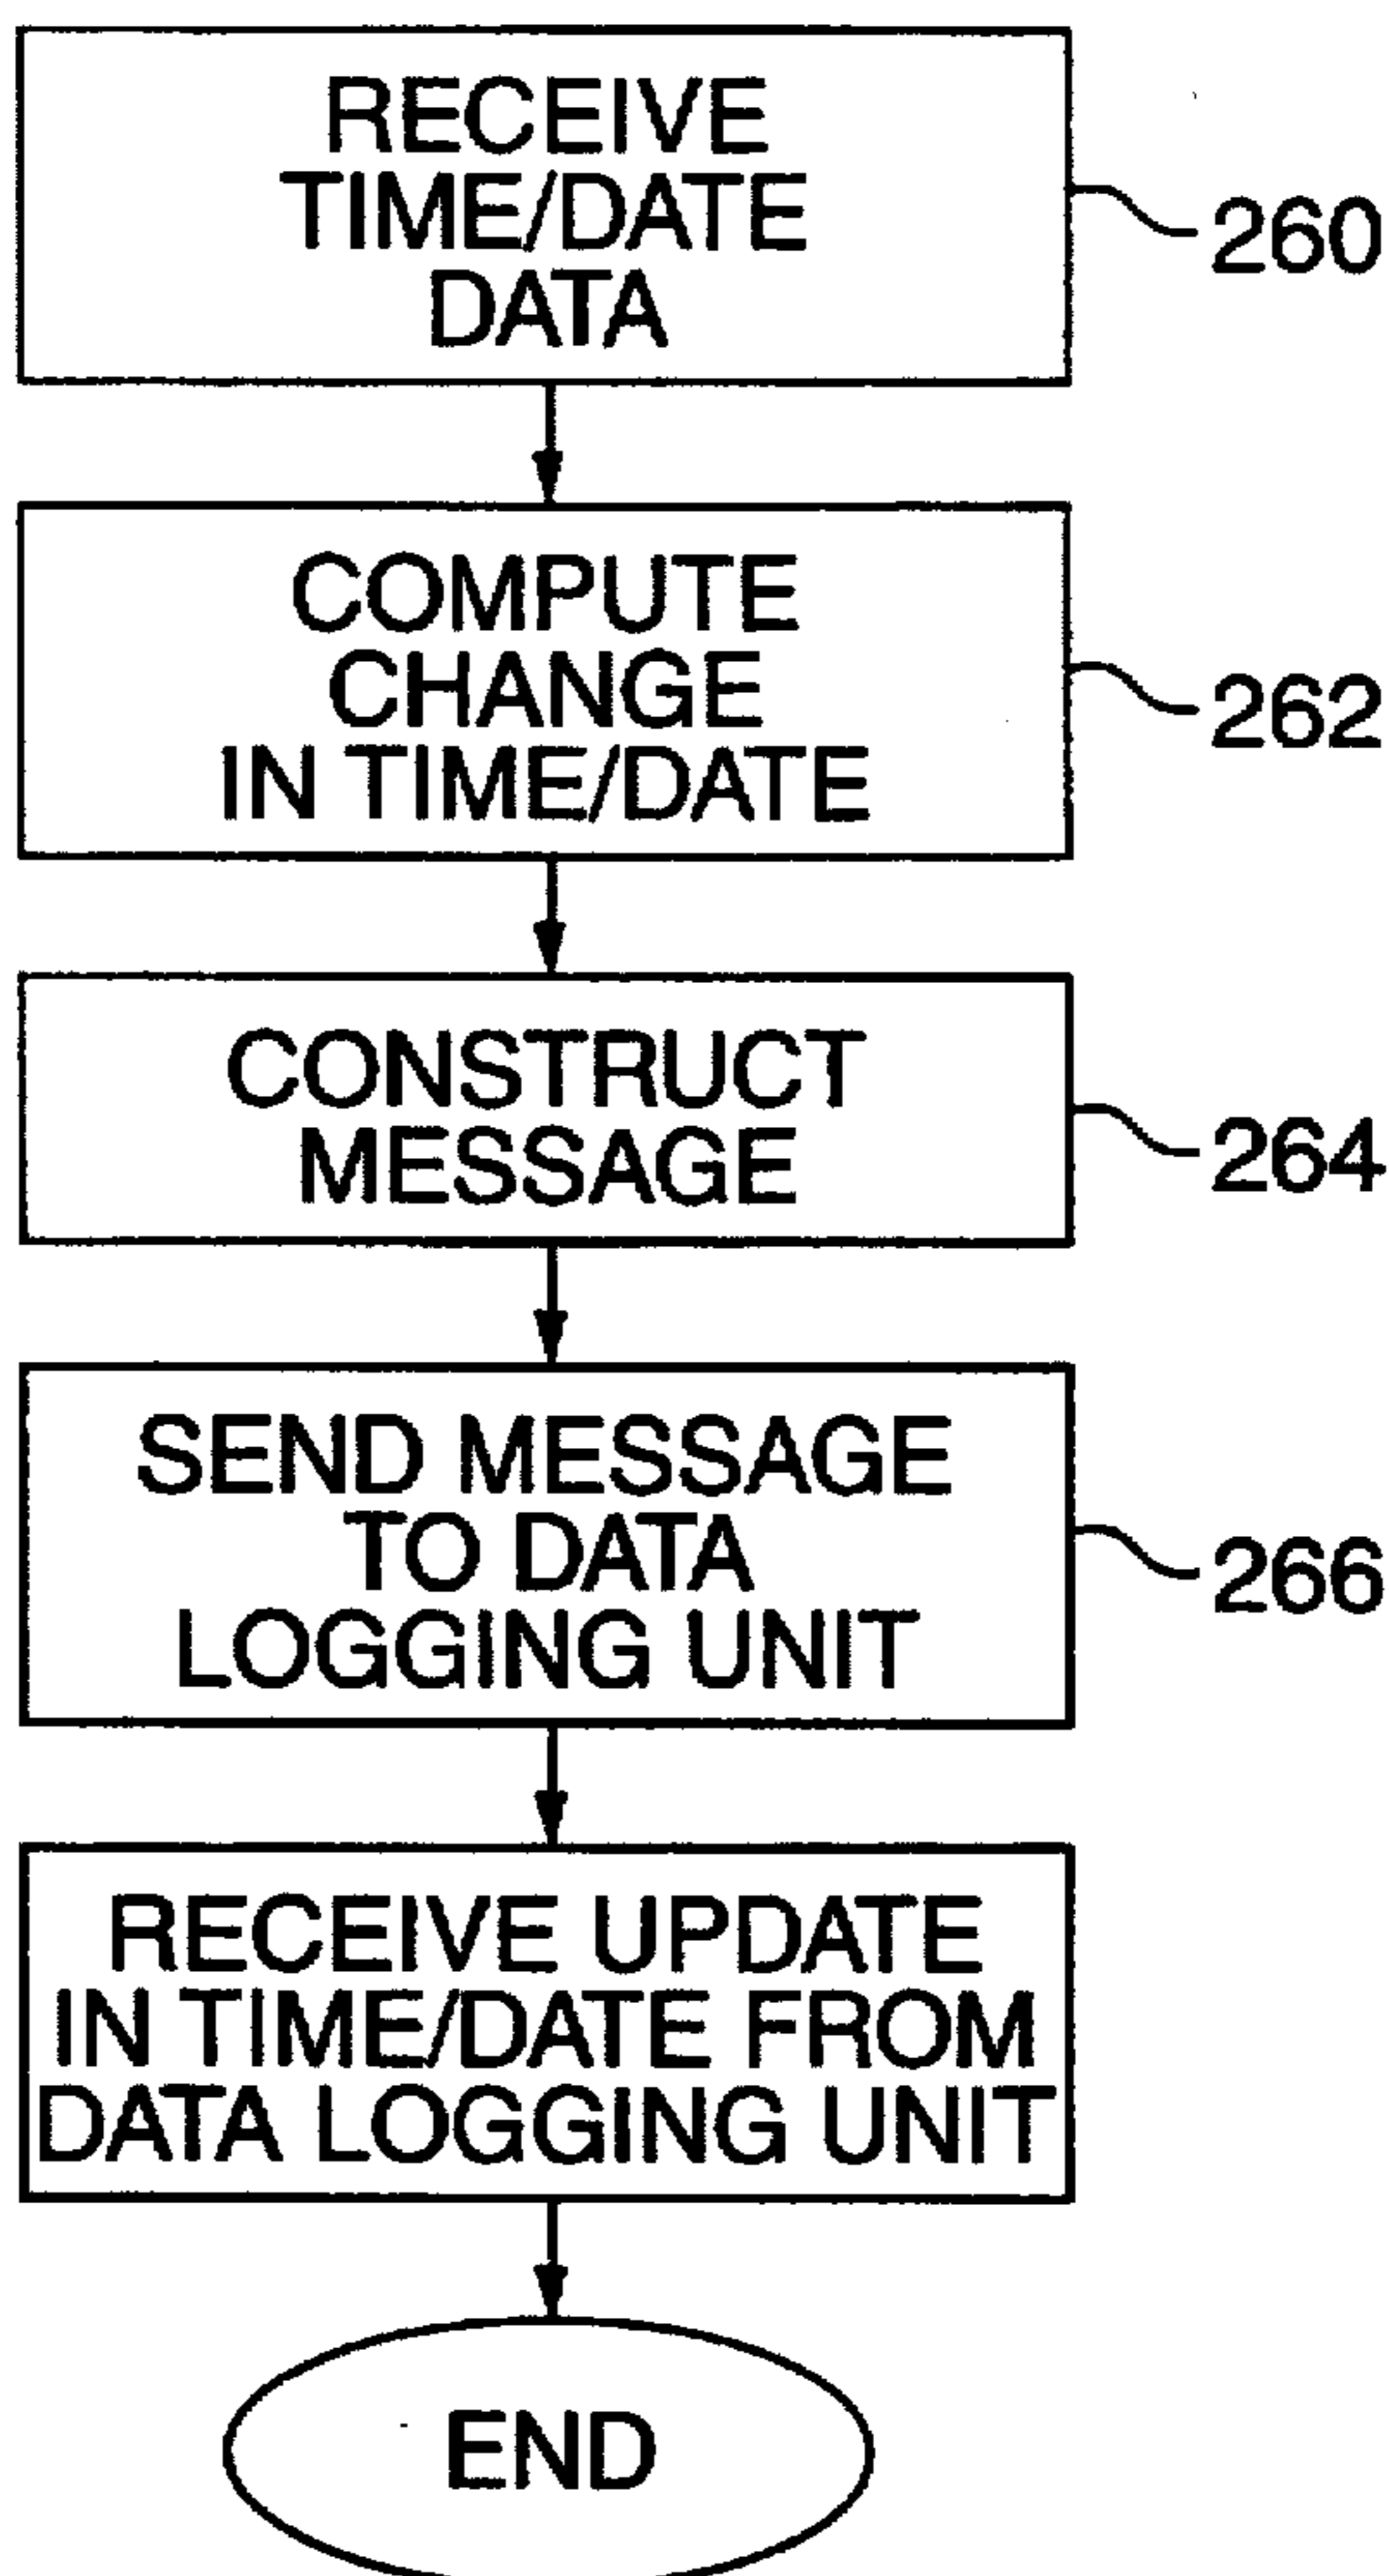 RECEIVE
TIME/DATE
DATA
260
COMPUTE
CHANGE
IN TIME/DATE
262
CONSTRUCT
MESSAGE
264
SEND MESSAGE
TO DATA
LOGGING UNIT
266
RECEIVE UPDATE
IN TIME/DATE FROM
DATA LOGGING UNIT
END